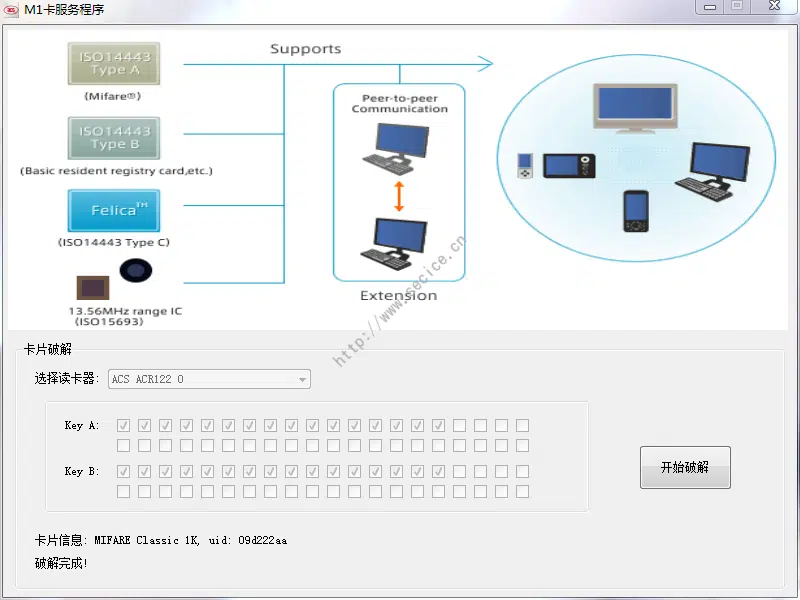 M1卡服务程序
Supports
ISO14443
Type A
(Mifare®)
ISO14443
Type B
(Basic resident registry card,etc.)
Felica™
(ISO14443 Type C)
13.56MHz range IC
(ISO15693)
Peer-to-peer
Communication
Extension
http://www.secice.cn
卡片破解
选择读卡器: ACS ACR122 0
Key A:
Key B:
开始破解
卡片信息: MIFARE Classic 1K, uid: 09d222aa
破解完成!